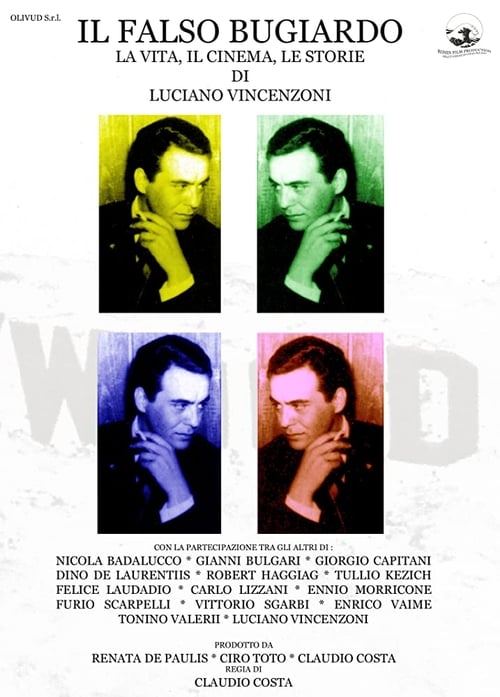 OLIVUD S.r.l.
IL FALSO BUGIARDO
LA VITA, IL CINEMA, LE STORIE
DI
LUCIANO VINCENZONI
CON LA PARTECIPAZIONE TRA GLI ALTRI DI :
NICOLA BADALUCCO * GIANNI BULGARI * GIORGIO CAPITANI
DINO DE LAURENTIIS * ROBERT HAGGIAG * TULLIO KEZICH
FELICE LAUDADIO * CARLO LIZZANI * ENNIO MORRICONE
FURIO SCARPELLI * VITTORIO SGARBI * ENRICO VAIME
TONINO VALERII * LUCIANO VINCENZONI
PRODOTTO DA
RENATA DE PAULIS * CIRO TOTO * CLAUDIO COSTA
REGIA DI
CLAUDIO COSTA